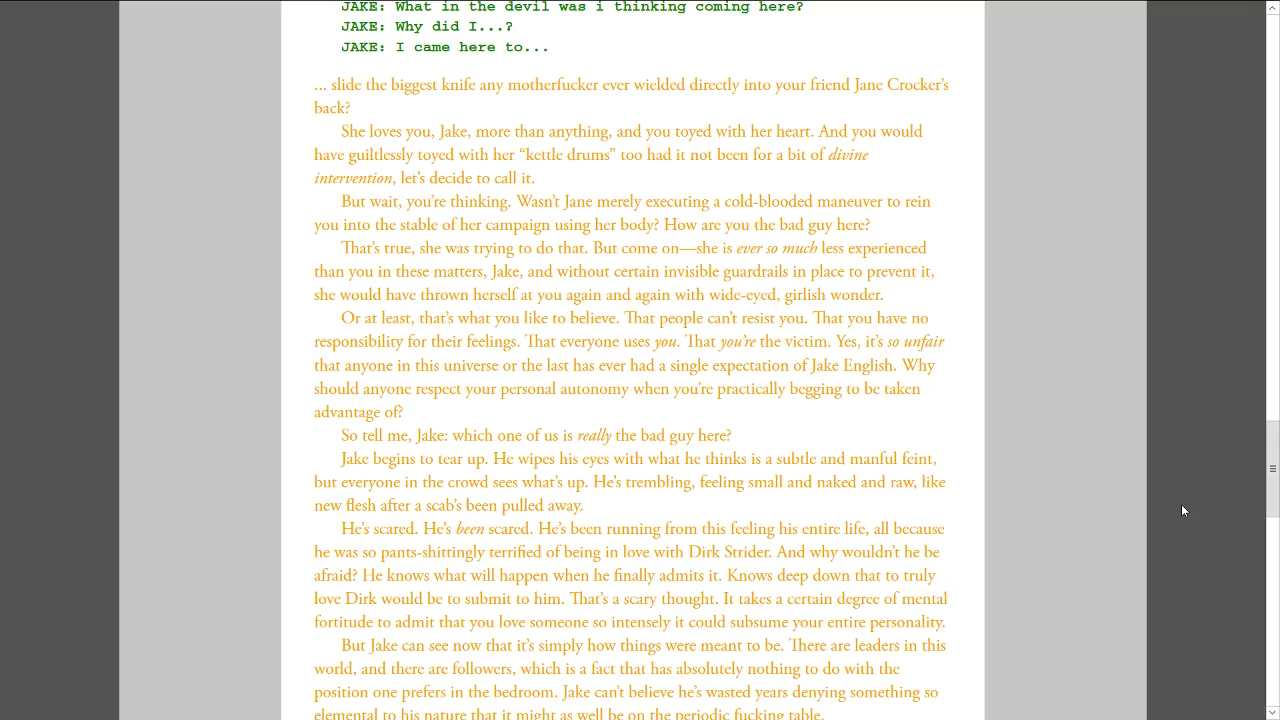 JAKE: What in the devil was i thinking coming here?
JAKE: Why did I...?
JAKE: I came here to...
... slide the biggest knife any motherfucker ever wielded directly into your friend Jane Crocker’s
back?
She loves you, Jake, more than anything, and you toyed with her heart. And you would
have guiltlessly toyed with her “kettle drums” too had it not been for a bit of divine
intervention, let’s decide to call it.
But wait, you’re thinking. Wasn’t Jane merely executing a cold-blooded maneuver to rein
you into the stable of her campaign using her body? How are you the bad guy here?
That’s true, she was trying to do that. But come on—she is ever so much less experienced
than you in these matters, Jake, and without certain invisible guardrails in place to prevent it,
she would have thrown herself at you again and again with wide-eyed, girlish wonder.
Or at least, that’s what you like to believe. That people can’t resist you. That you have no
responsibility for their feelings. That everyone uses you. That you’re the victim. Yes, it’s so unfair
that anyone in this universe or the last has ever had a single expectation of Jake English. Why
should anyone respect your personal autonomy when you’re practically begging to be taken
advantage of?
So tell me, Jake: which one of us is really the bad guy here?
Jake begins to tear up. He wipes his eyes with what he thinks is a subtle and manful feint,
but everyone in the crowd sees what’s up. He’s trembling, feeling small and naked and raw, like
new flesh after a scab’s been pulled away.
He’s scared. He’s been scared. He’s been running from this feeling his entire life, all because
he was so pants-shittingly terrified of being in love with Dirk Strider. And why wouldn’t he be
afraid? He knows what will happen when he finally admits it. Knows deep down that to truly
love Dirk would be to submit to him. That’s a scary thought. It takes a certain degree of mental
fortitude to admit that you love someone so intensely it could subsume your entire personality.
But Jake can see now that it’s simply how things were meant to be. There are leaders in this
world, and there are followers, which is a fact that has absolutely nothing to do with the
position one prefers in the bedroom. Jake can’t believe he’s wasted years denying something so
elemental to his nature that it might as well be on the periodic fucking table.